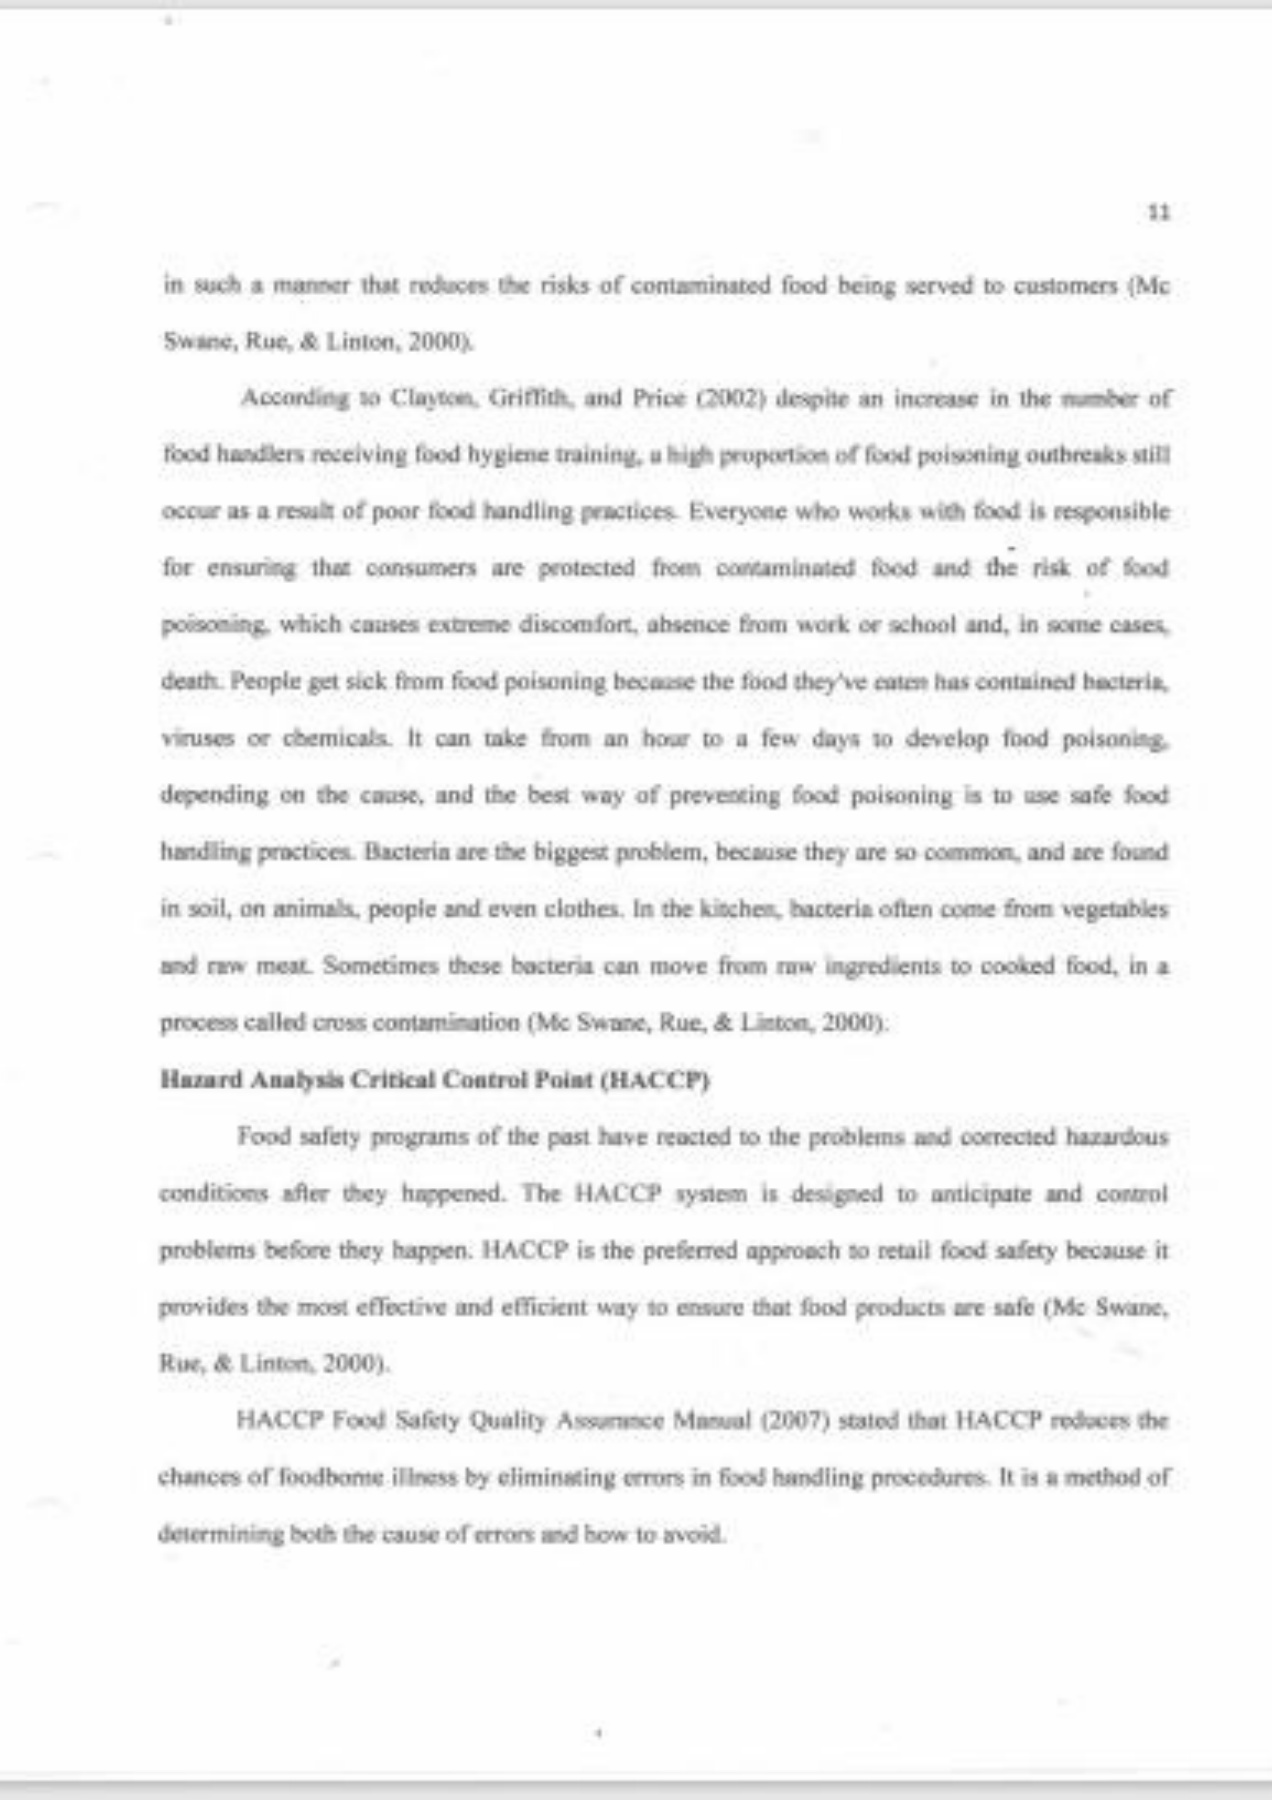 11
in such a manner that reduces the risks of contaminated food being served to customers (Mc
Swane, Rue, & Linton, 2000).
According to Clayton, Griffith, and Price (2002) despite an increase in the number of
food handlers receiving food hygiene training, a high proportion of food poisoning outbreaks still
occur as a result of poor food handling practices. Everyone who works with food is responsible
for ensuring that consumers are protected from contaminated food and the risk of food
poisoning, which causes extreme discomfort, absence from work or school and, in some cases,
death. People get sick from food poisoning because the food they've eaten has contained bacteria,
viruses or chemicals. It can take from an hour to a few days to develop food poisoning,
depending on the cause, and the best way of preventing food poisoning is to use safe food
handling practices. Bacteria are the biggest problem, because they are so common, and are found
in soil, on animals, people and even clothes. In the kitchen, bacteria often come from vegetables
and raw meat. Sometimes these bacteria can move from raw ingredients to cooked food, in a
process called cross contamination (Mc Swane, Rue, & Linton, 2000).
Hazard Analysis Critical Control Point (HACCP)
Food safety programs of the past have reacted to the problems and corrected hazardous
conditions after they happened. The HACCP system is designed to anticipate and control
problems before they happen. HACCP is the preferred approach to retail food safety because it
provides the most effective and efficient way to ensure that food products are safe (Mc Swane,
Rue, & Linton, 2000).
HACCP Food Safety Quality Assurance Manual (2007) stated that HACCP reduces the
chances of foodborne illness by eliminating errors in food handling procedures. It is a method of
determining both the cause of errors and how to avoid.